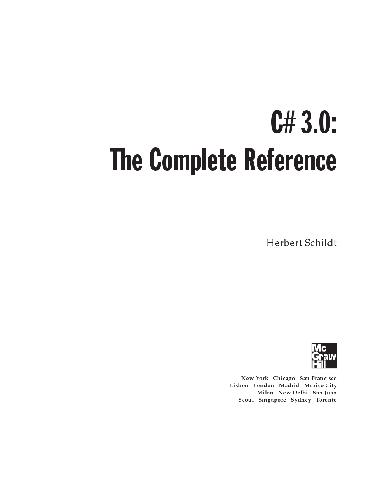 C# 3.0:
The Complete Reference
Herbert Schildt
Mc
Graw
Hill
New York Chicago San Francisco
Lisbon London Madrid Mexico City
Milan New Delhi San Juan
Seoul Singapore Sydney Toronto